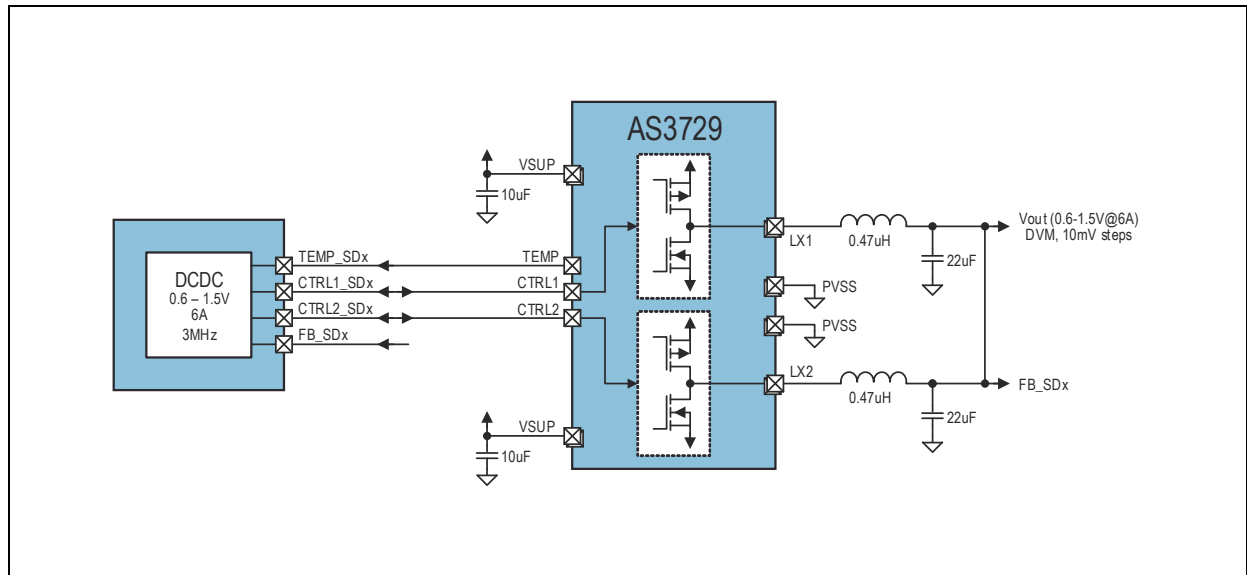 AS3729
VSUP
10uF
DCDC
0.6 – 1.5V
6A
3MHz
TEMP_SDx
CTRL1_SDx
CTRL2_SDx
FB_SDx
TEMP
CTRL1
CTRL2
VSUP
10uF
LX1
0.47uH
22uF
Vout (0.6-1.5V@6A)
DVM, 10mV steps
PVSS
PVSS
LX2
0.47uH
22uF
FB_SDx